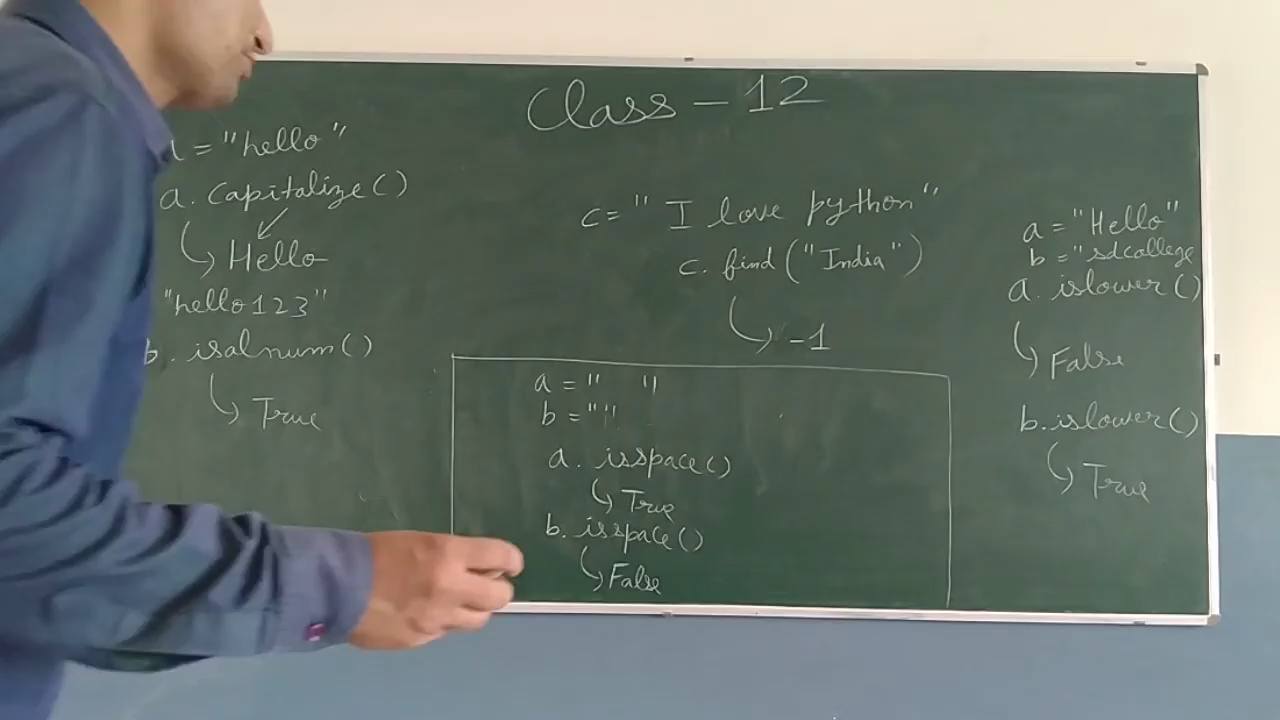 Class - 12
a = "hello"
a. capitalize()
Hello
"hello123"
b. isalnum()
True
c = " I love python"
c. find("India")
-1
a = "  "
b = ""
a. isspace()
True
b. isspace()
False
a = "Hello"
b = "sdcollege
a. islower()
False
b. islower()
True